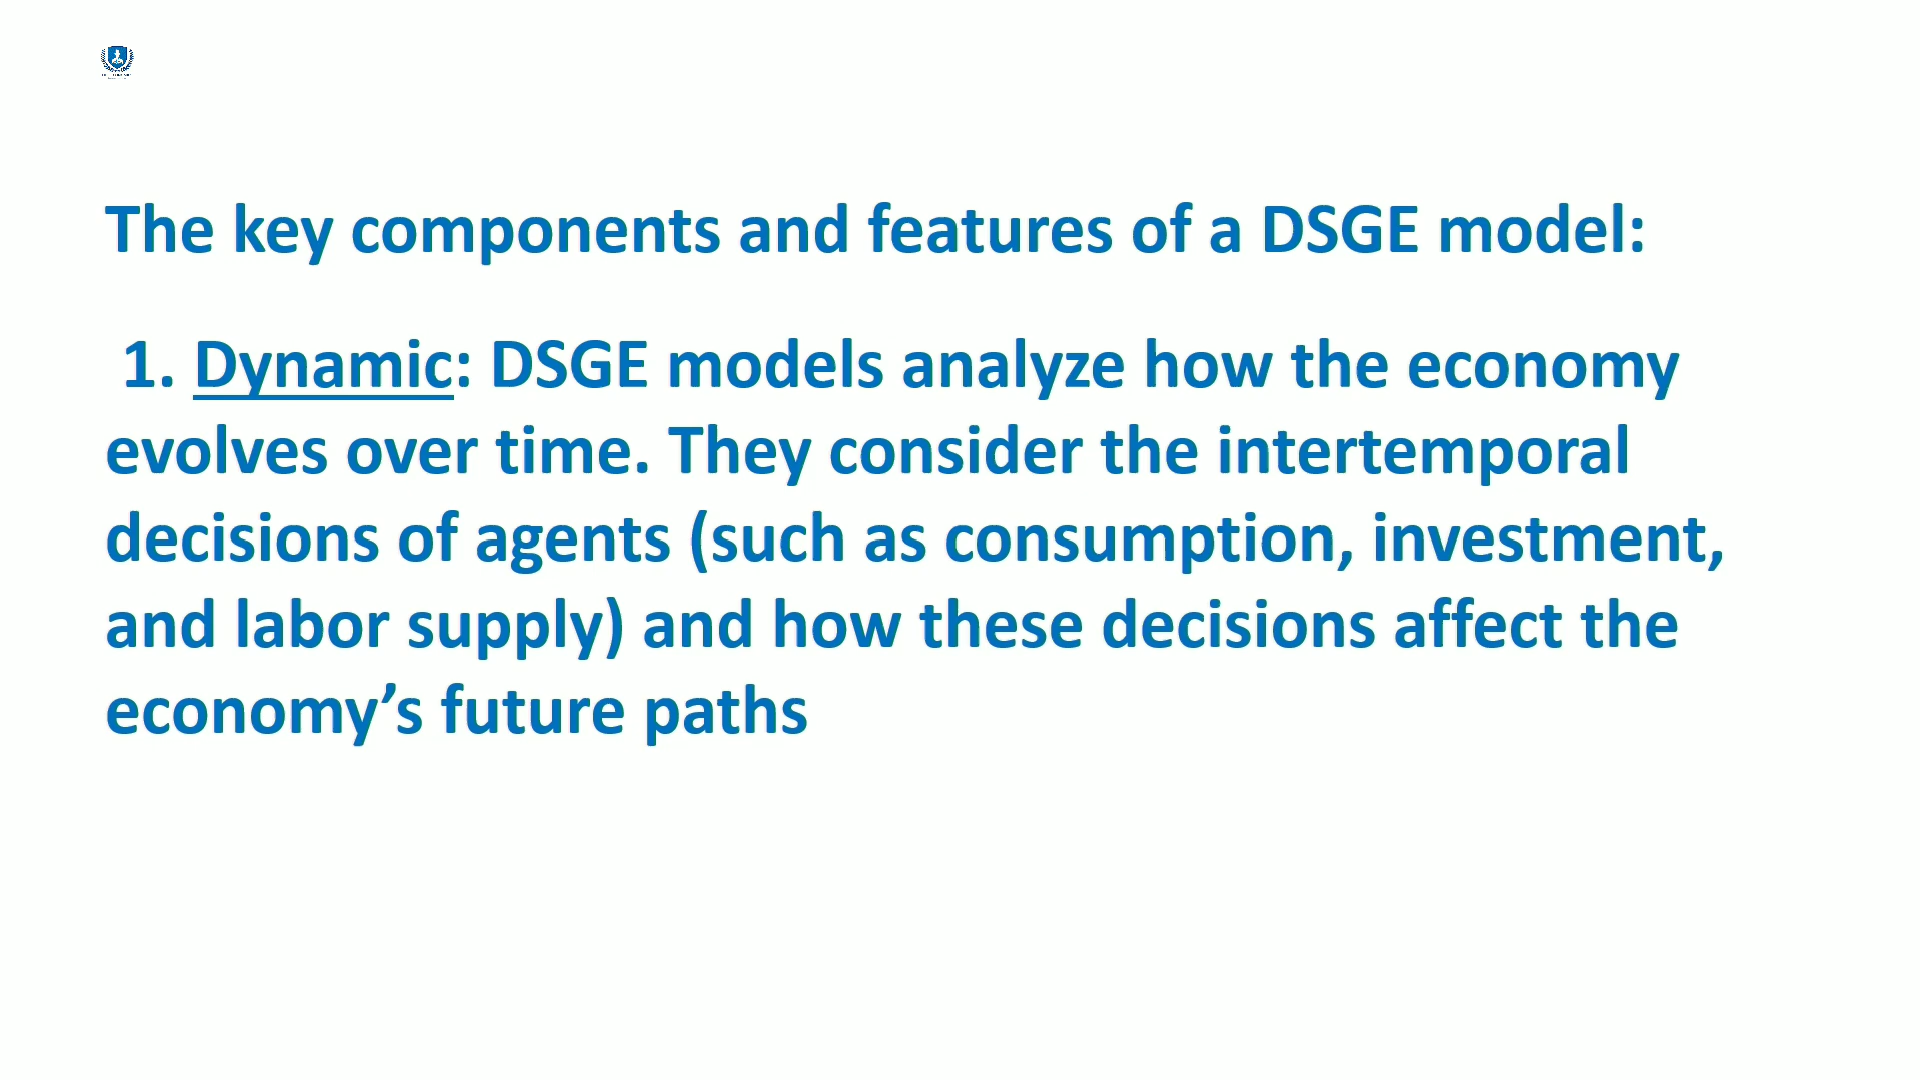 The key components and features of a DSGE model:
1. Dynamic: DSGE models analyze how the economy
evolves over time. They consider the intertemporal
decisions of agents (such as consumption, investment,
and labor supply) and how these decisions affect the
economy’s future paths